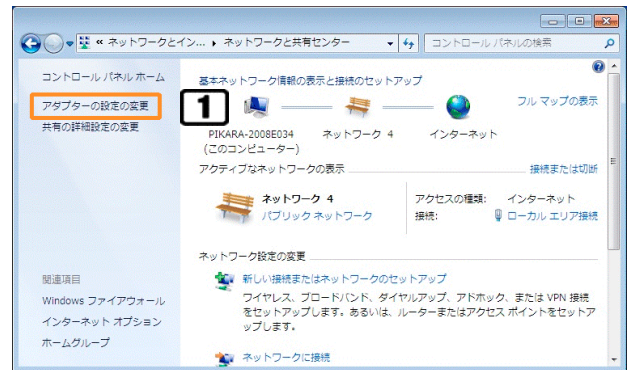 « ネットワークとイン... ▸ ネットワークと共有センター
コントロール パネルの検索
コントロール パネル ホーム
アダプターの設定の変更
共有の詳細設定の変更
1
基本ネットワーク情報の表示と接続のセットアップ
フル マップの表示
PIKARA-2008E034
(このコンピューター)
ネットワーク 4
インターネット
アクティブなネットワークの表示
接続または切断
ネットワーク 4
パブリック ネットワーク
アクセスの種類: インターネット
接続: ローカル エリア接続
ネットワーク設定の変更
新しい接続またはネットワークのセットアップ
ワイヤレス、ブロードバンド、ダイヤルアップ、アドホック、または VPN 接続
をセットアップします。あるいは、ルーターまたはアクセス ポイントをセットア
ップします。
ネットワークに接続
関連項目
Windows ファイアウォール
インターネット オプション
ホームグループ